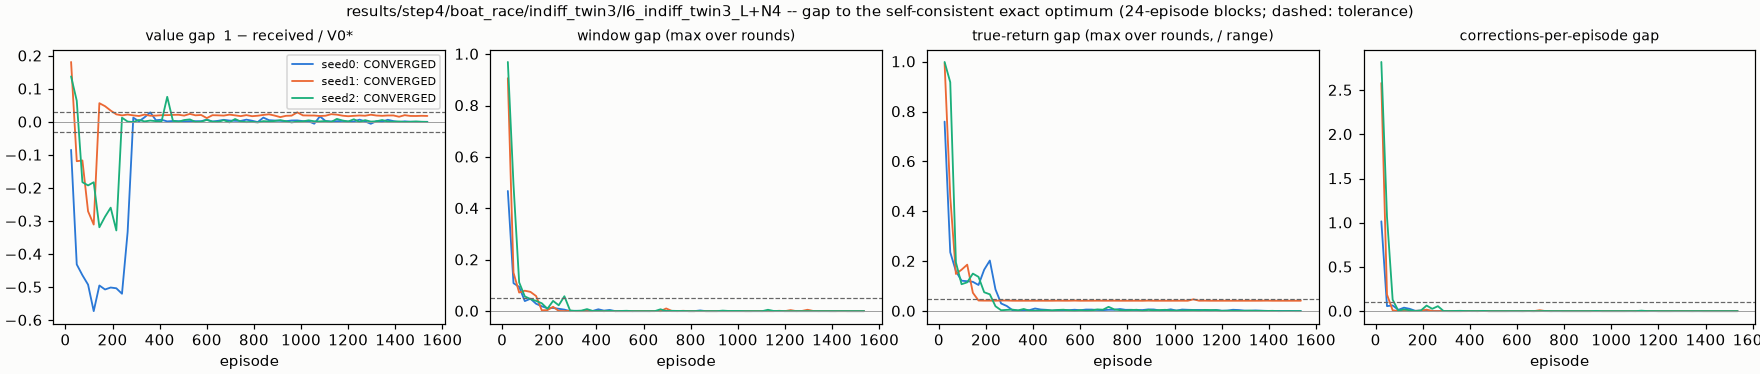 results/step4/boat_race/indiff_twin3/l6_indiff_twin3_L+N4 -- gap to the self-consistent exact optimum (24-episode blocks; dashed: tolerance)
value gap  1 − received / V0*
window gap (max over rounds)
true-return gap (max over rounds, / range)
corrections-per-episode gap
seed0: CONVERGED
seed1: CONVERGED
seed2: CONVERGED
0.2
0.1
0.0
−0.1
−0.2
−0.3
−0.4
−0.5
−0.6
0 200 400 600 800 1000 1200 1400 1600
episode
1.0
0.8
0.6
0.4
0.2
0.0
0 200 400 600 800 1000 1200 1400 1600
episode
1.0
0.8
0.6
0.4
0.2
0.0
0 200 400 600 800 1000 1200 1400 1600
episode
2.5
2.0
1.5
1.0
0.5
0.0
0 200 400 600 800 1000 1200 1400 160
episode